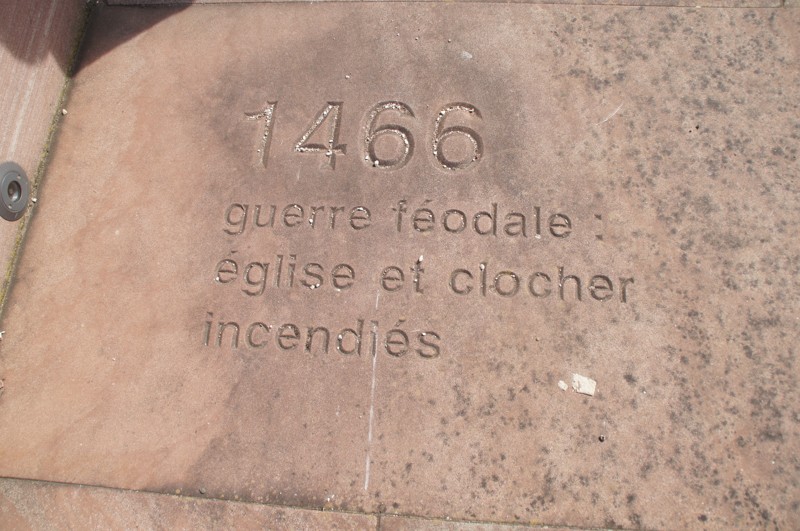 1466
guerre féodale :
église et clocher
incendiés